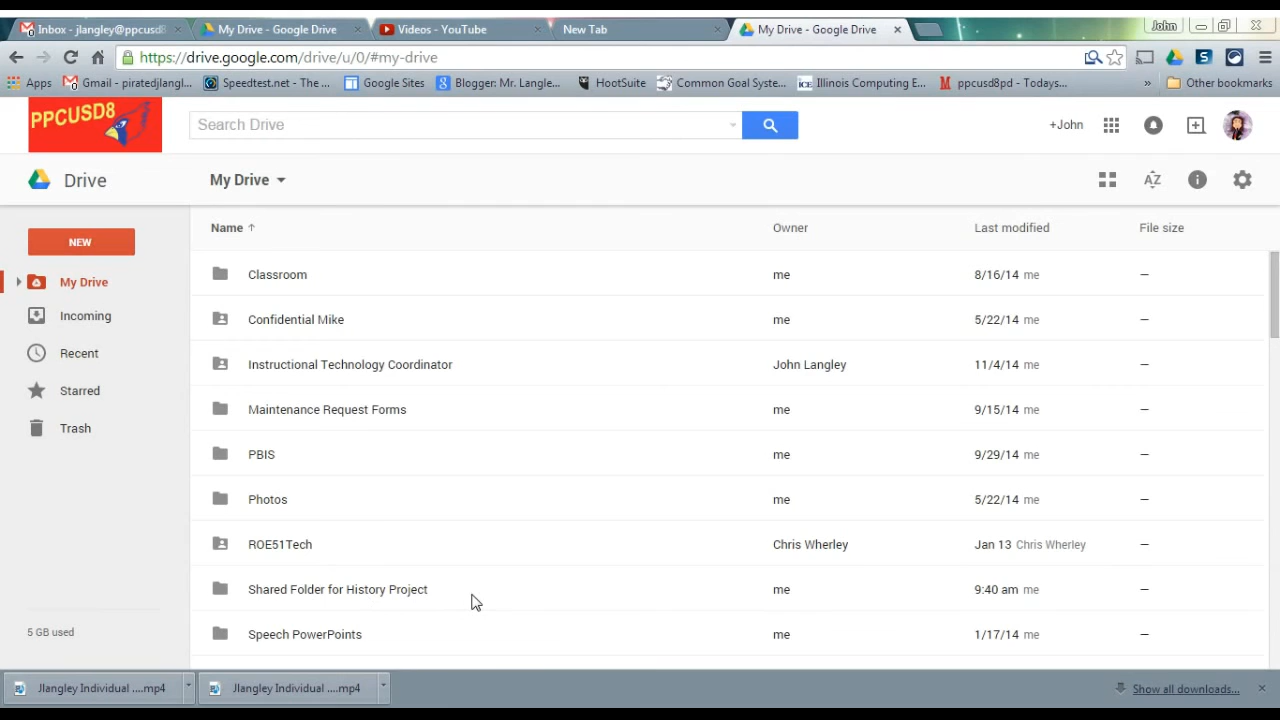 Inbox - jlangley@ppcusd8
My Drive - Google Drive
Videos - YouTube
New Tab
My Drive - Google Drive
John
https://drive.google.com/drive/u/0/#my-drive
Apps
Gmail - piratedjlangl...
Speedtest.net - The ...
Google Sites
Blogger: Mr. Langle...
HootSuite
Common Goal System...
Illinois Computing E...
ppcusd8pd - Todays...
»
Other bookmarks
PPCUSD8
Search Drive
+John
Drive
My Drive
AZ
NEW
My Drive
Incoming
Recent
Starred
Trash
5 GB used
Name ↑ Owner Last modified File size
Classroom me 8/16/14 me —
Confidential Mike me 5/22/14 me —
Instructional Technology Coordinator John Langley 11/4/14 me —
Maintenance Request Forms me 9/15/14 me —
PBIS me 9/29/14 me —
Photos me 5/22/14 me —
ROE51Tech Chris Wherley Jan 13 Chris Wherley —
Shared Folder for History Project me 9:40 am me —
Speech PowerPoints me 1/17/14 me —
Jlangley Individual ....mp4
Jlangley Individual ....mp4
Show all downloads...